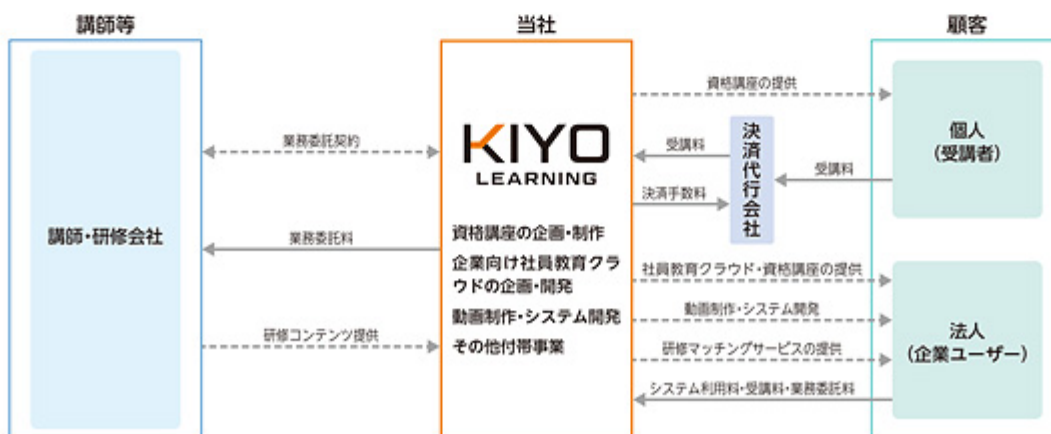 講師等
当社
顧客
講師・研修会社
業務委託契約
業務委託料
研修コンテンツ提供
KIYO
LEARNING
資格講座の企画・制作
企業向け社員教育クラ
ウドの企画・開発
動画制作・システム開発
その他付帯事業
資格講座の提供
受講料
決済手数料
決済代行会社
受講料
個人
(受講者)
社員教育クラウド・資格講座の提供
動画制作・システム開発
研修マッチングサービスの提供
システム利用料・受講料・業務委託料
法人
(企業ユーザー)